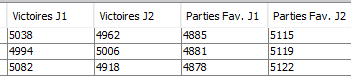 Victoires J1 Victoires J2 Parties Fav. J1 Parties Fav. J2
5038 4962 4885 5115
4994 5006 4881 5119
5082 4918 4878 5122